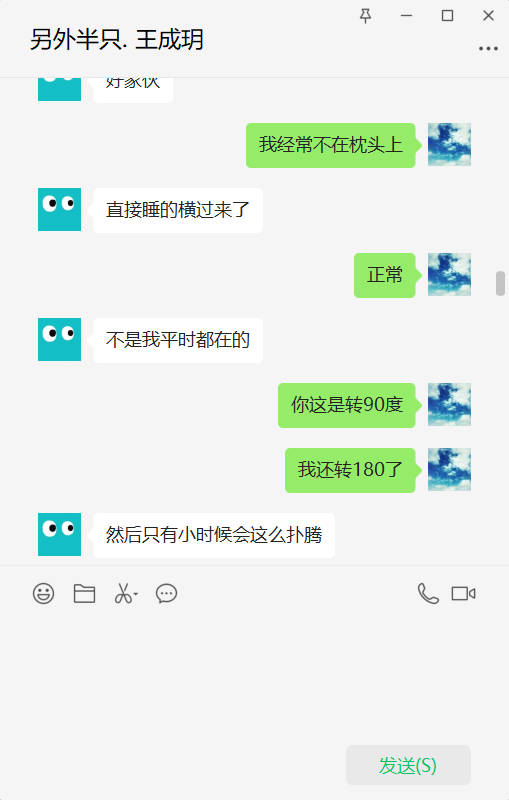 另外半只. 王成玥
好家伙
我经常不在枕头上
直接睡的横过来了
正常
不是我平时都在的
你这是转90度
我还转180了
然后只有小时候会这么扑腾
发送(S)